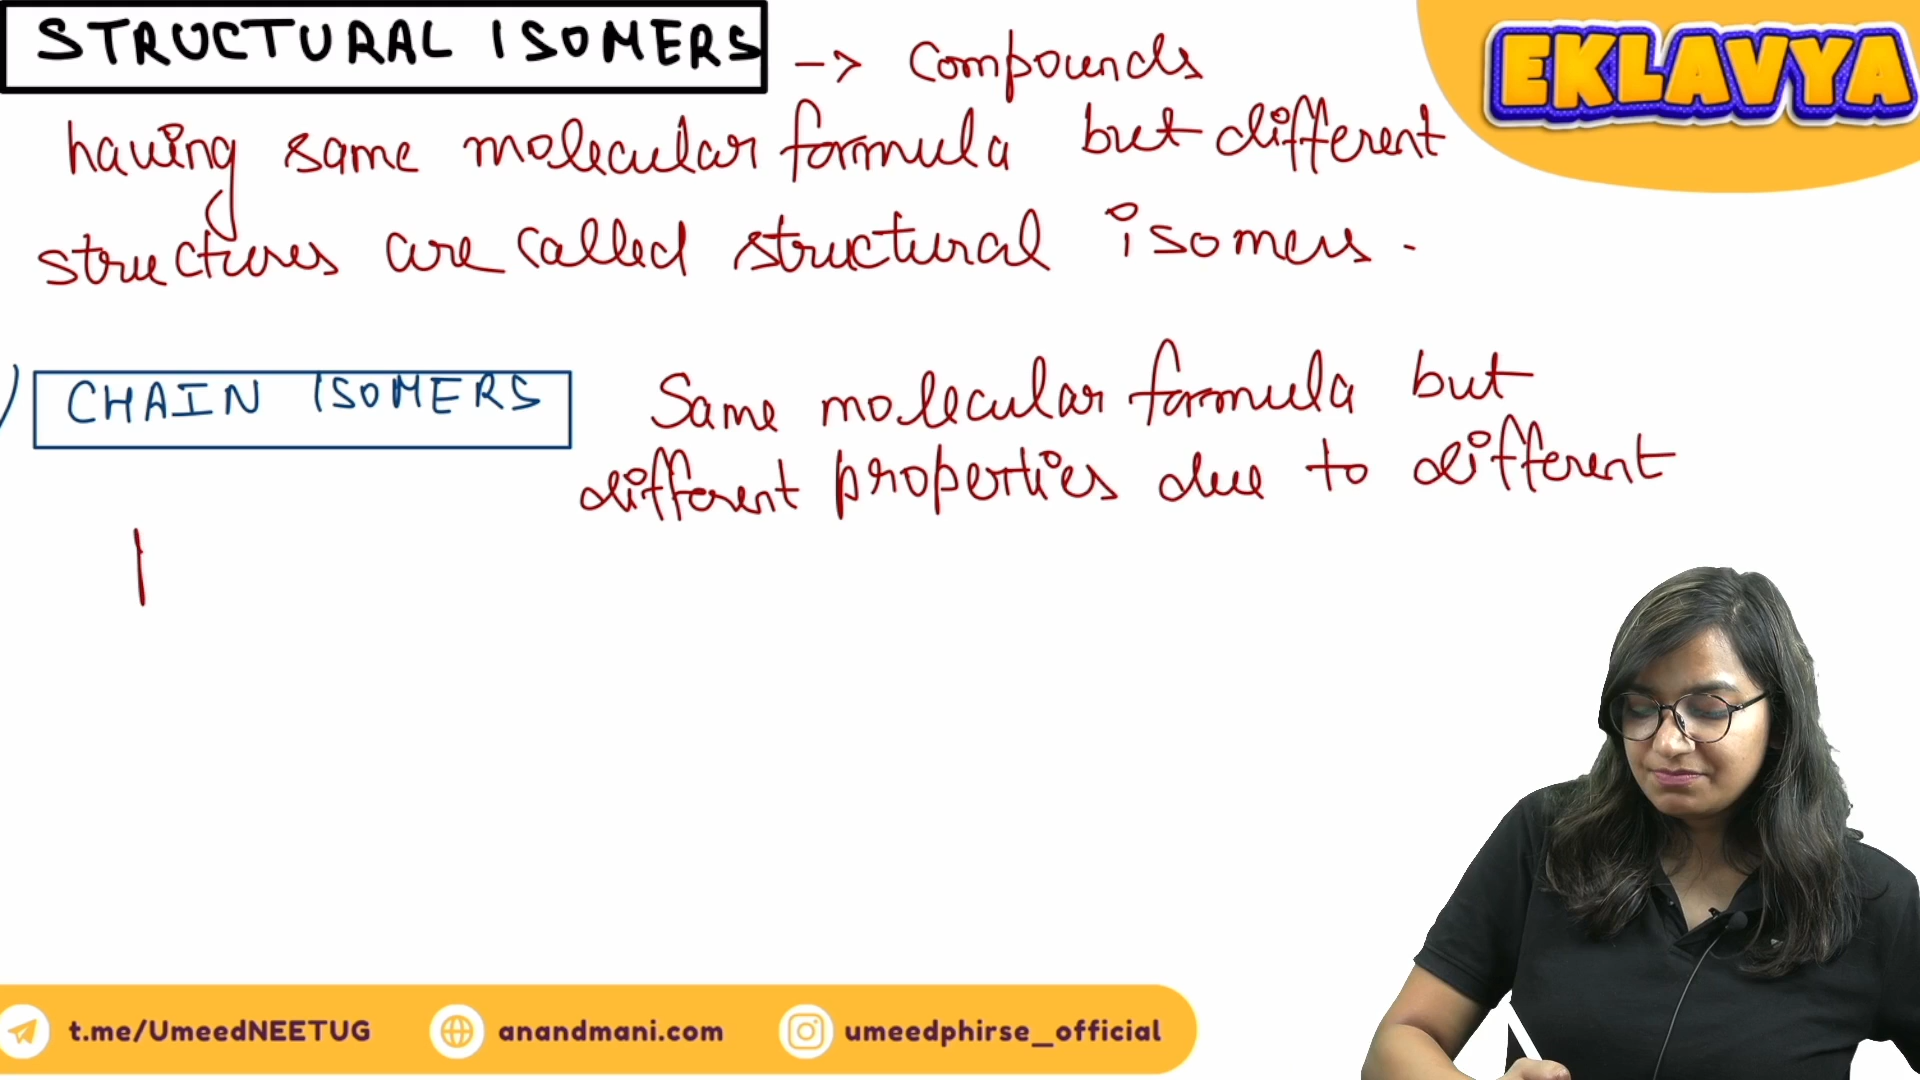 STRUCTURAL ISOMERS -> Compounds
EKLAVYA
having same molecular formula but different
structures are called structural isomers.
) CHAIN ISOMERS Same molecular formula but
different properties due to different
t.me/UmeedNEETUG anandmani.com umeedphirse_official